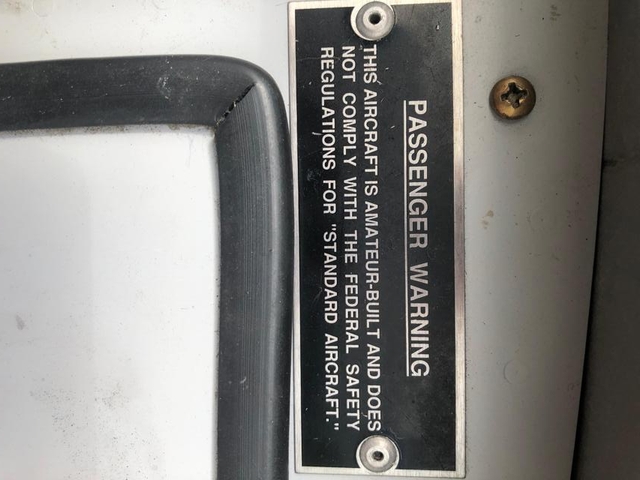 PASSENGER WARNING
THIS AIRCRAFT IS AMATEUR-BUILT AND DOES
NOT COMPLY WITH THE FEDERAL SAFETY
REGULATIONS FOR "STANDARD AIRCRAFT."